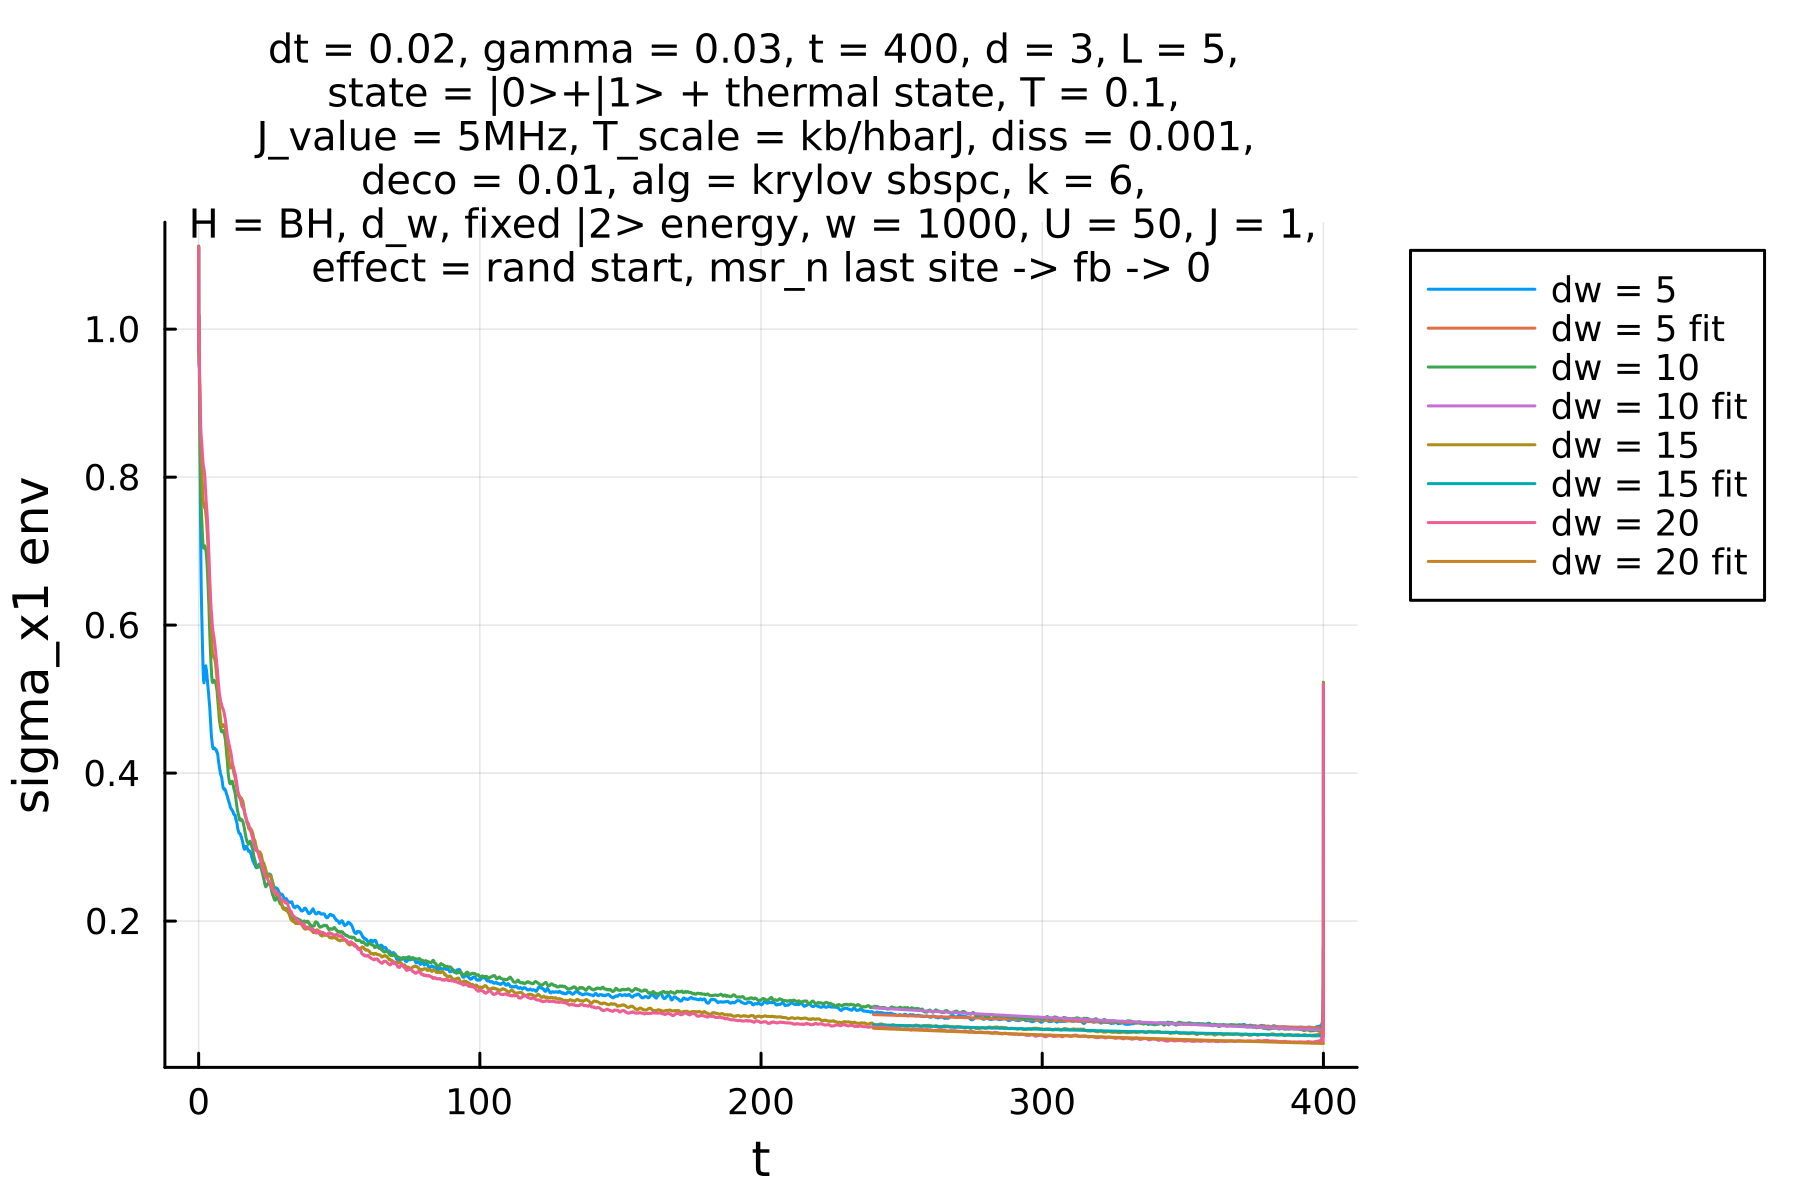 dt = 0.02, gamma = 0.03, t = 400, d = 3, L = 5,
state = |0>+|1> + thermal state, T = 0.1,
J_value = 5MHz, T_scale = kb/hbarJ, diss = 0.001,
deco = 0.01, alg = krylov sbspc, k = 6,
H = BH, d_w, fixed |2> energy, w = 1000, U = 50, J = 1,
effect = rand start, msr_n last site -> fb -> 0
sigma_x1 env
1.0
0.8
0.6
0.4
0.2
0
100
200
300
400
t
dw = 5
dw = 5 fit
dw = 10
dw = 10 fit
dw = 15
dw = 15 fit
dw = 20
dw = 20 fit